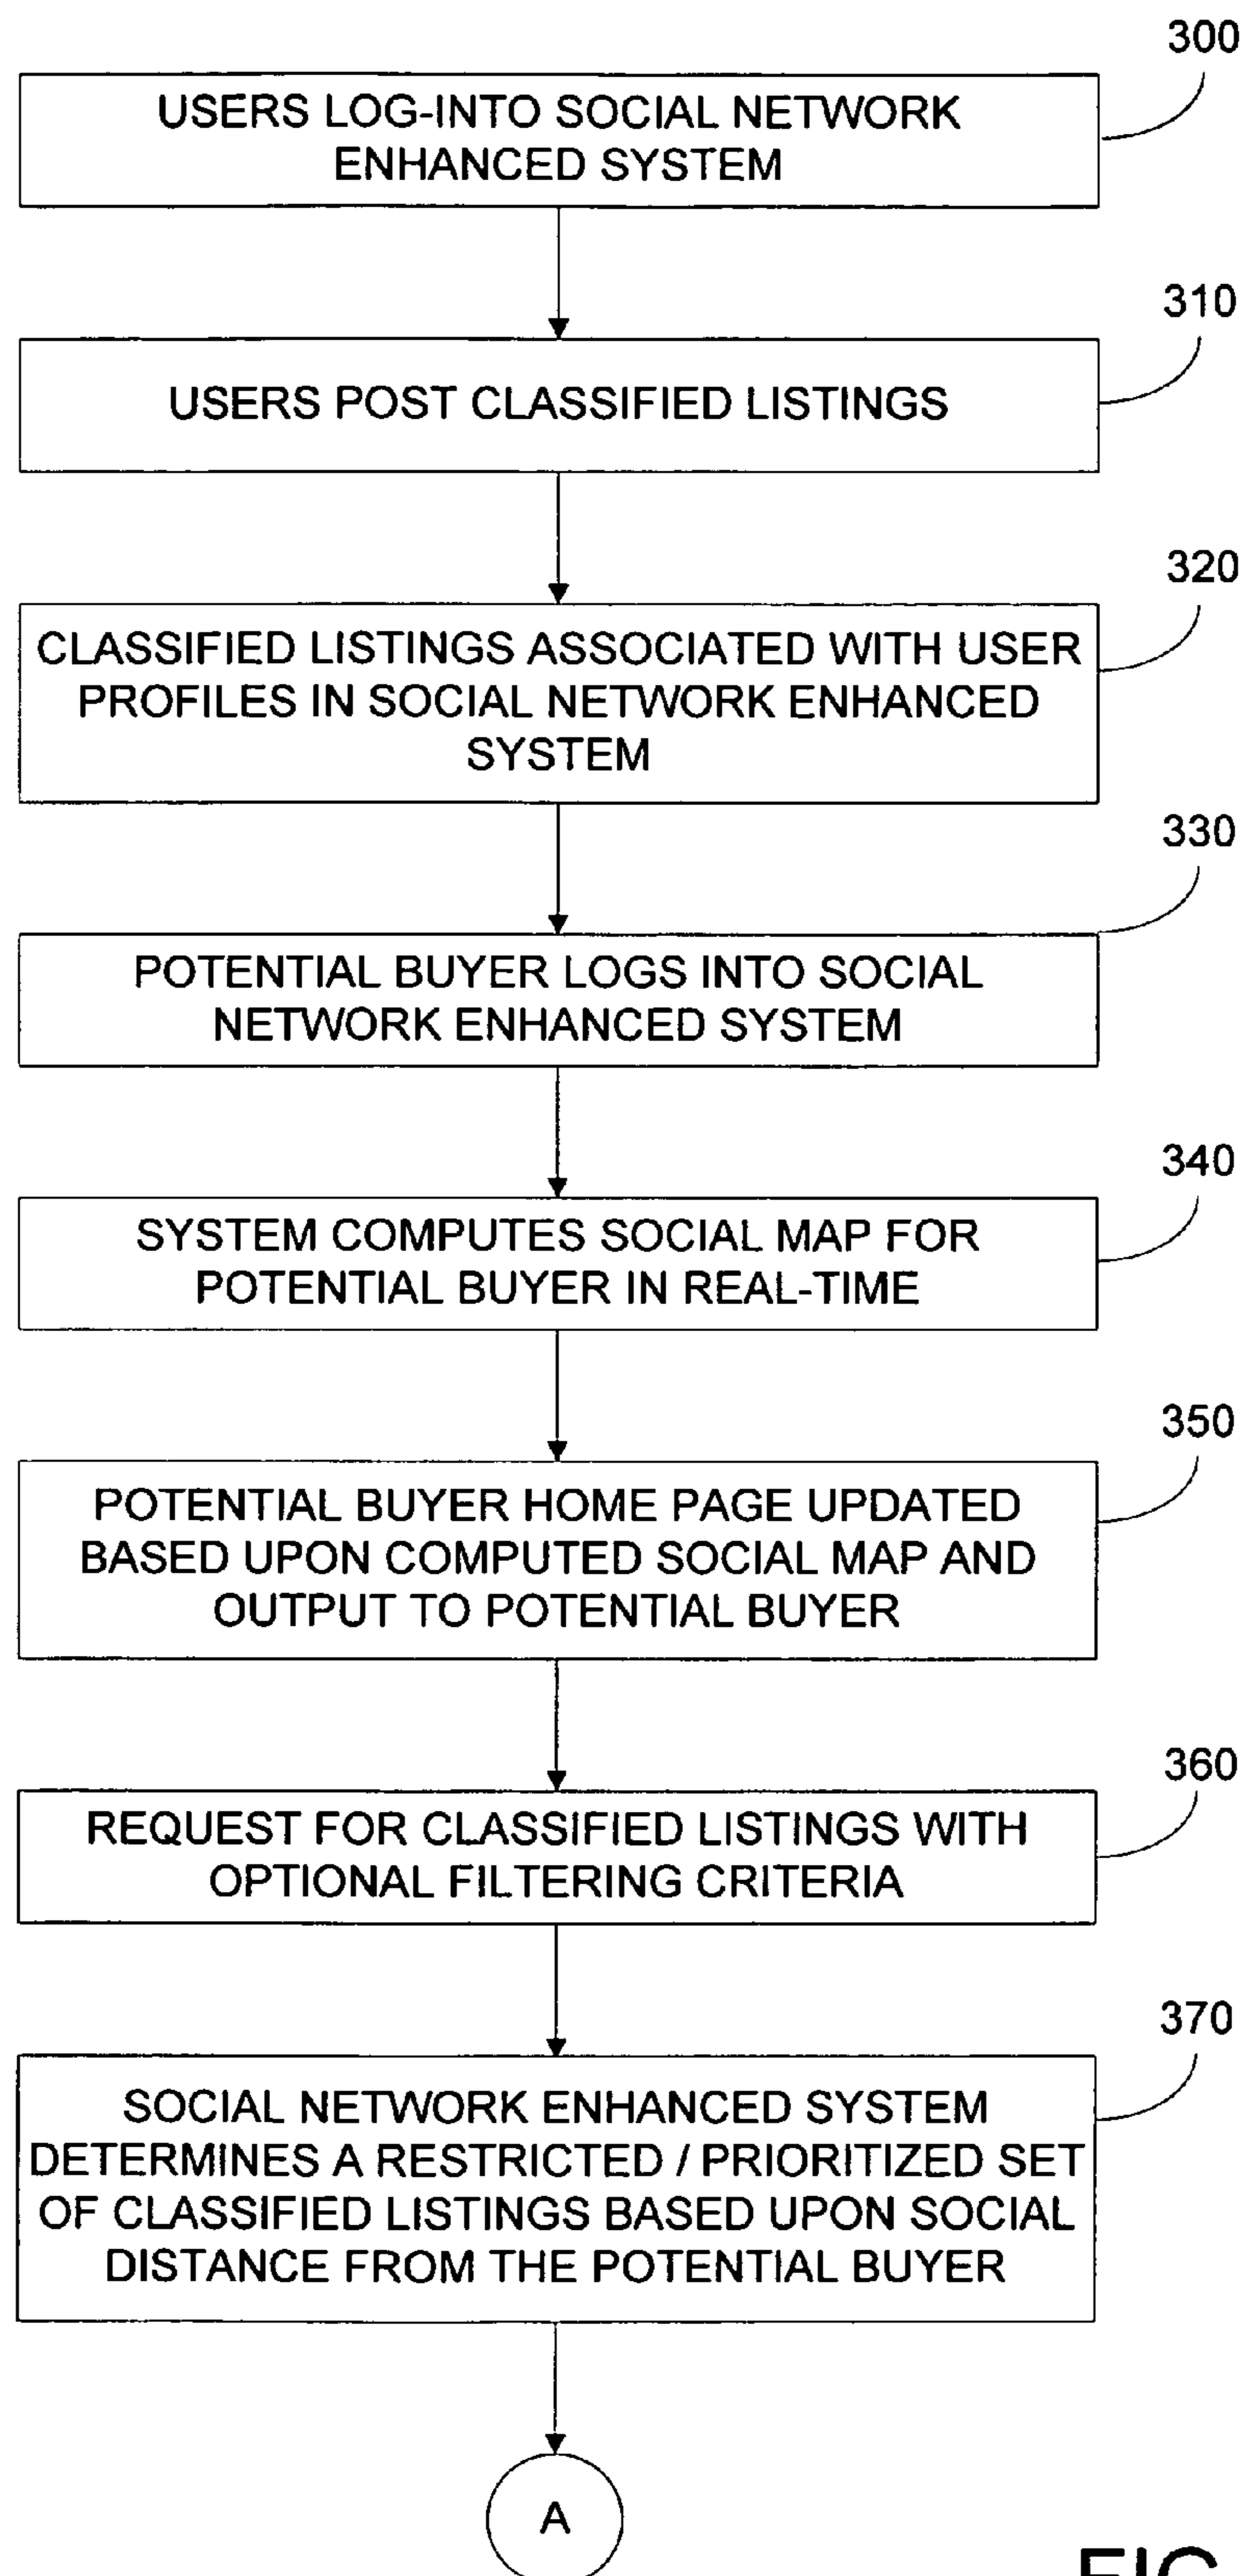 300
USERS LOG-INTO SOCIAL NETWORK
ENHANCED SYSTEM
310
USERS POST CLASSIFIED LISTINGS
320
CLASSIFIED LISTINGS ASSOCIATED WITH USER
PROFILES IN SOCIAL NETWORK ENHANCED
SYSTEM
330
POTENTIAL BUYER LOGS INTO SOCIAL
NETWORK ENHANCED SYSTEM
340
SYSTEM COMPUTES SOCIAL MAP FOR
POTENTIAL BUYER IN REAL-TIME
350
POTENTIAL BUYER HOME PAGE UPDATED
BASED UPON COMPUTED SOCIAL MAP AND
OUTPUT TO POTENTIAL BUYER
360
REQUEST FOR CLASSIFIED LISTINGS WITH
OPTIONAL FILTERING CRITERIA
370
SOCIAL NETWORK ENHANCED SYSTEM
DETERMINES A RESTRICTED / PRIORITIZED SET
OF CLASSIFIED LISTINGS BASED UPON SOCIAL
DISTANCE FROM THE POTENTIAL BUYER
A
FIG